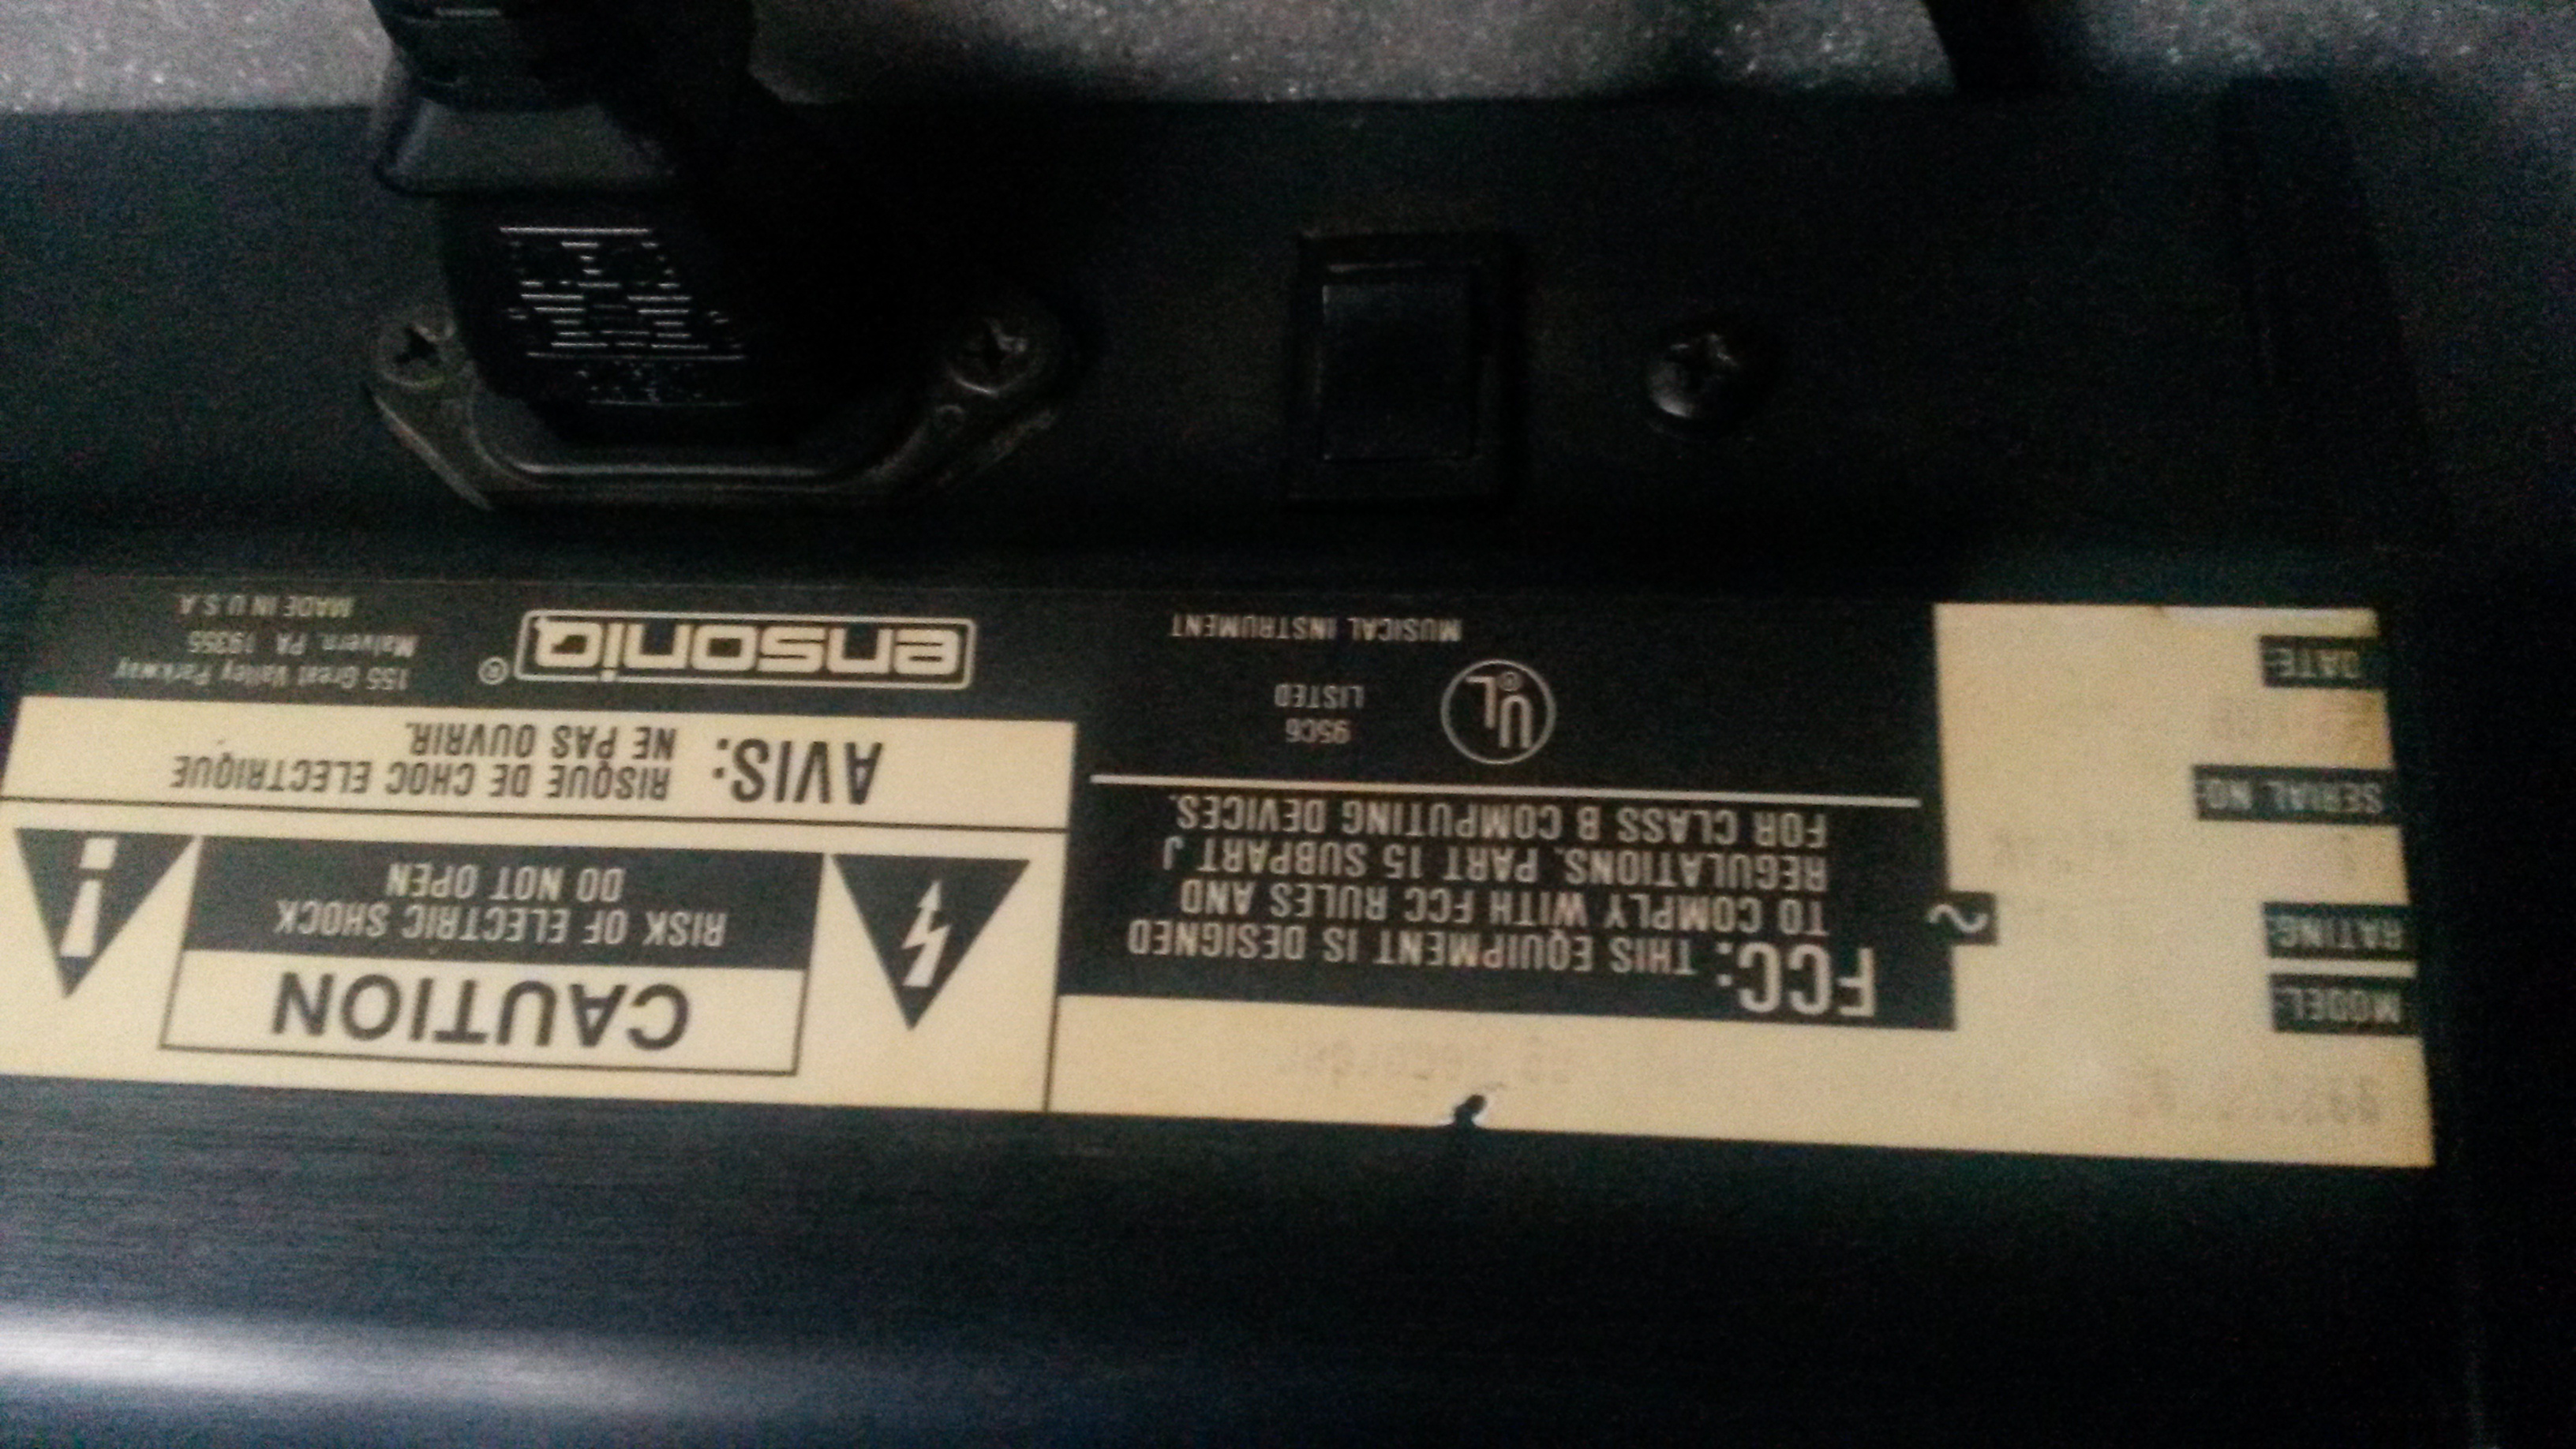 MODEL:
RATING:
~
SERIAL NO:
DATE:
FCC: THIS EQUIPMENT IS DESIGNED
TO COMPLY WITH FCC RULES AND
REGULATIONS, PART 15 SUBPART J
FOR CLASS B COMPUTING DEVICES.
UL
®
95C6
LISTED
MUSICAL INSTRUMENT
CAUTION
RISK OF ELECTRIC SHOCK
DO NOT OPEN
AVIS:
RISQUE DE CHOC ELECTRIQUE
NE PAS OUVRIR.
ensoniq®
155 Great Valley Parkway
Malvern, PA 19355
MADE IN U.S.A.